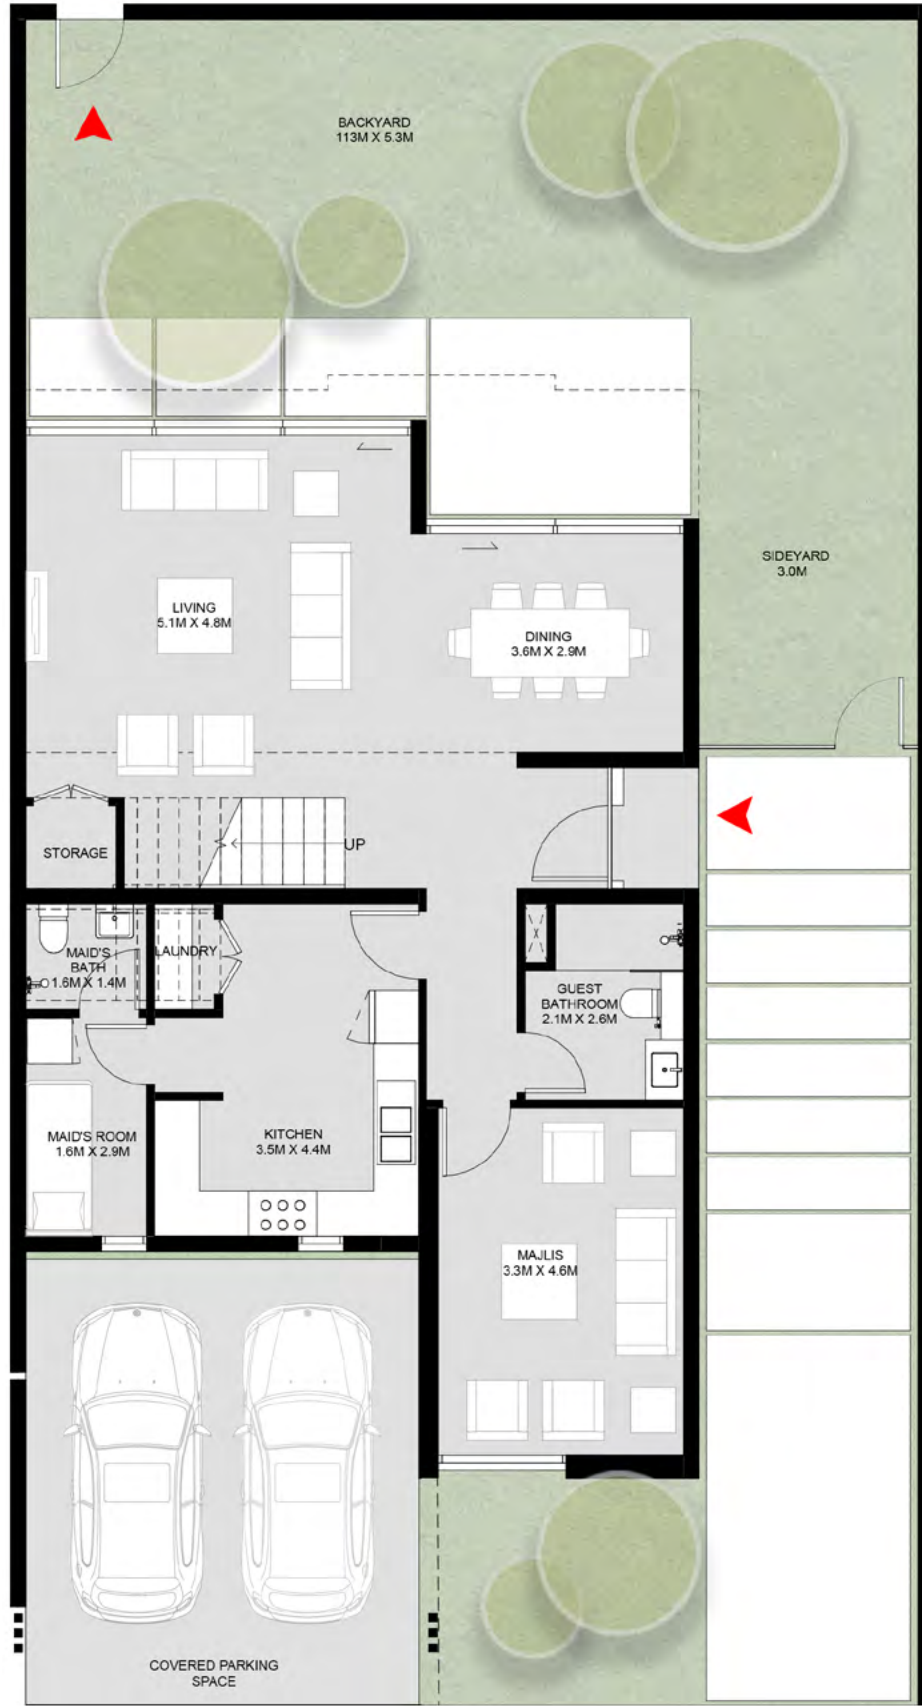 BACKYARD
113M X 5.3M
SIDEYARD
3.0M
LIVING
5.1M X 4.8M
DINING
3.6M X 2.9M
STORAGE
UP
MAID'S
BATH
1.6M X 1.4M
LAUNDRY
GUEST
BATHROOM
2.1M X 2.6M
MAID'S ROOM
1.6M X 2.9M
KITCHEN
3.5M X 4.4M
MAJLIS
3.3M X 4.6M
COVERED PARKING
SPACE